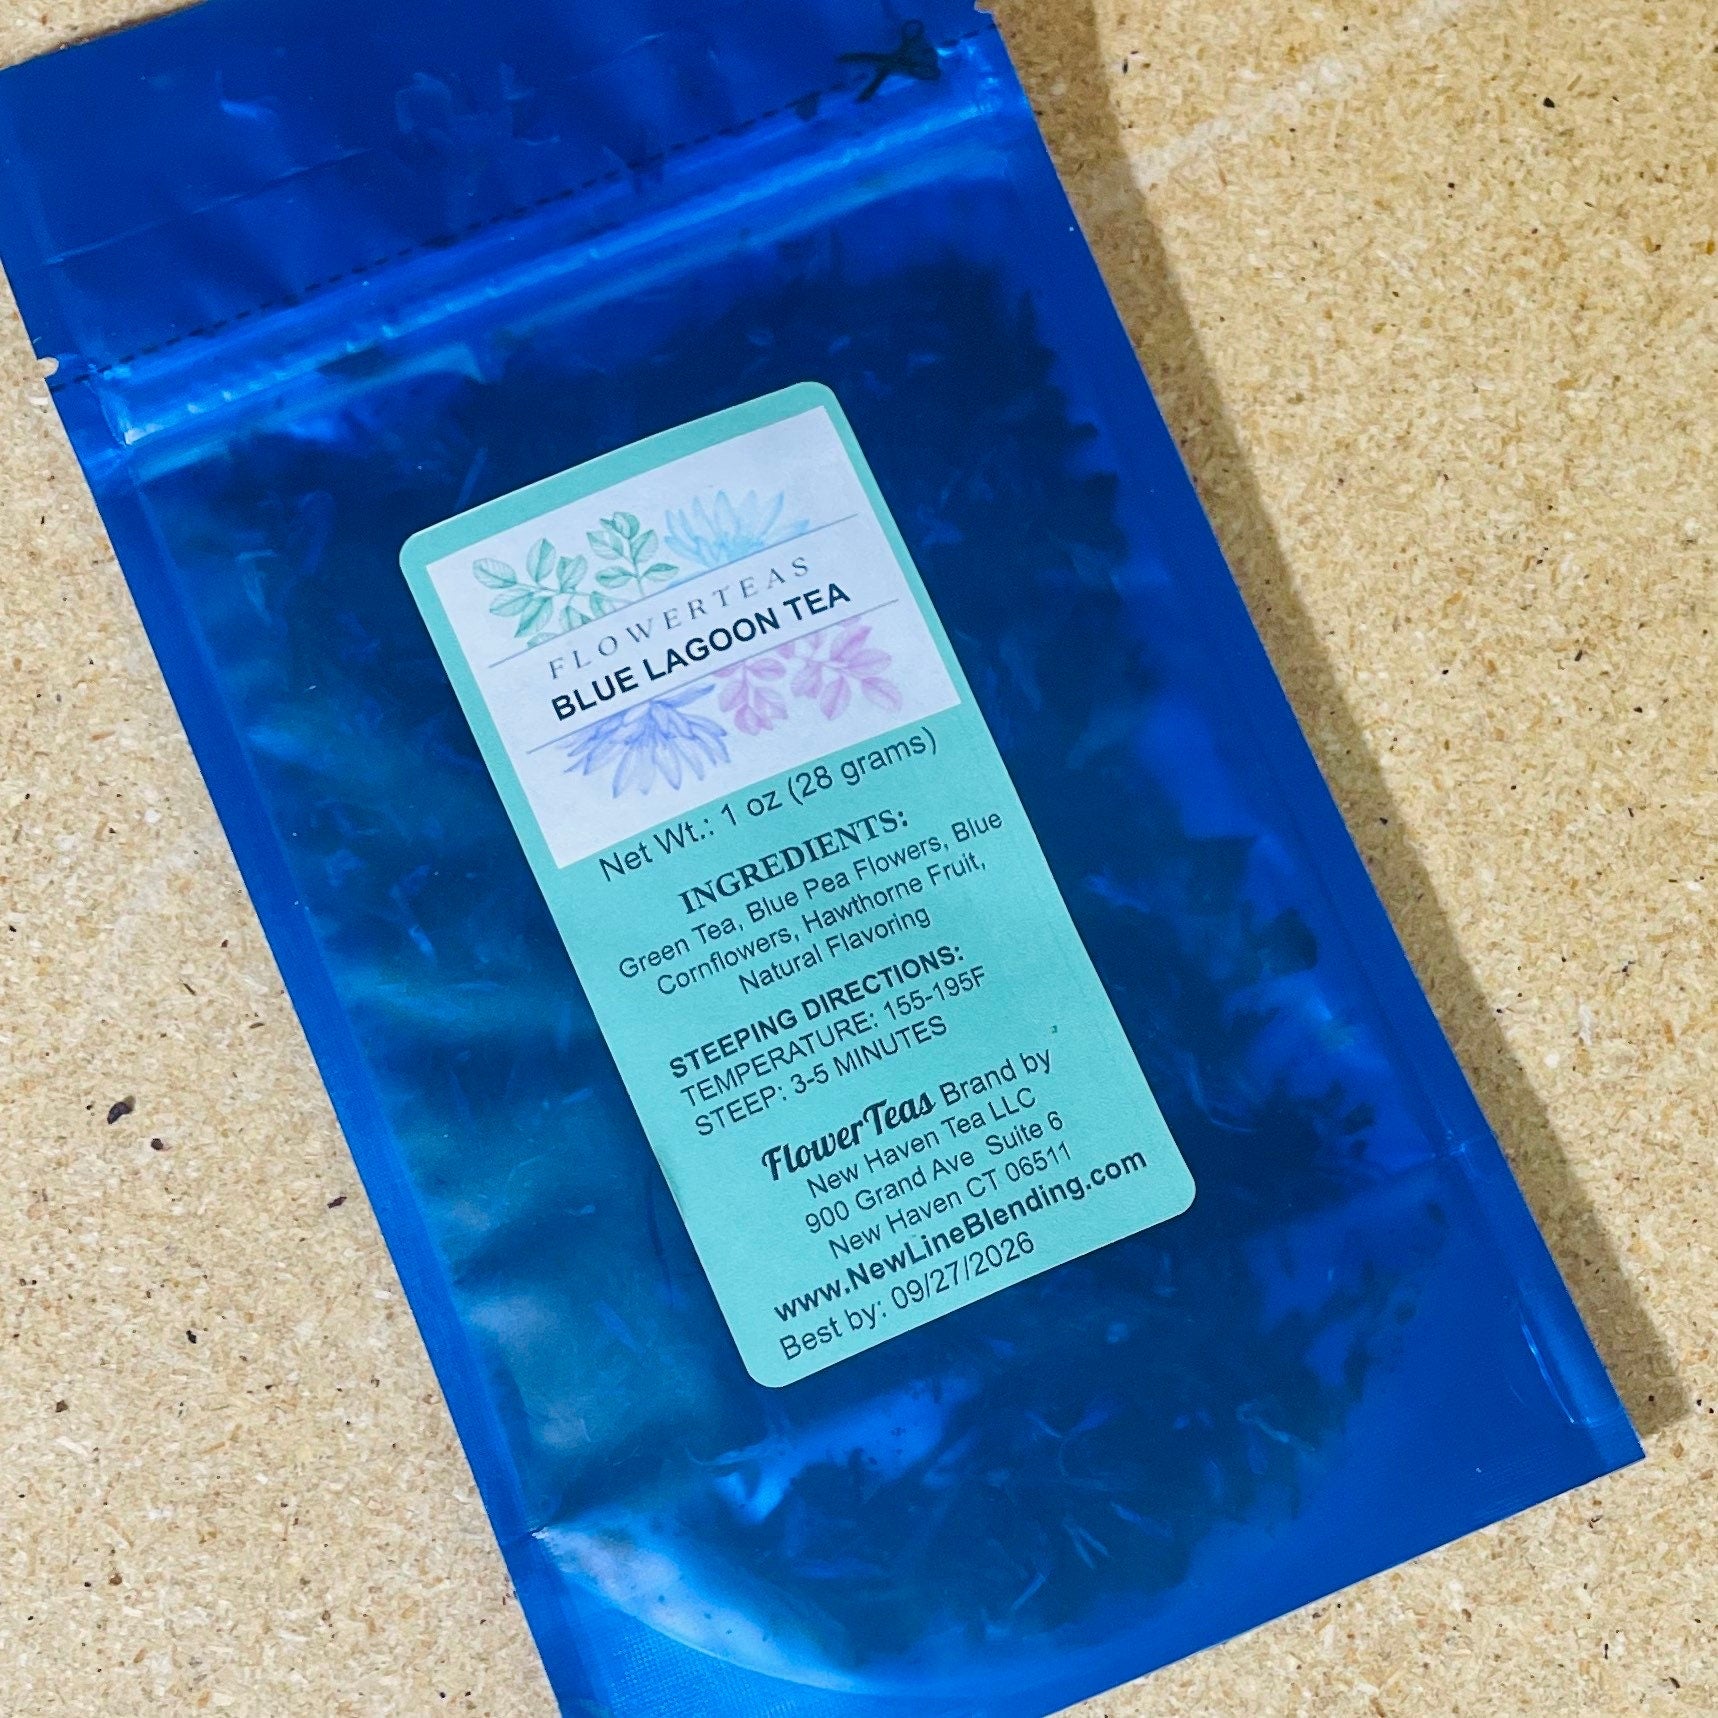 FLOWERTEAS
BLUE LAGOON TEA
Net Wt.: 1 oz (28 grams)
INGREDIENTS:
Green Tea, Blue Pea Flowers, Blue
Cornflowers, Hawthorne Fruit,
Natural Flavoring
STEEPING DIRECTIONS:
TEMPERATURE: 155-195F
STEEP: 3-5 MINUTES
FlowerTeas Brand by
New Haven Tea LLC
900 Grand Ave Suite 6
New Haven CT 06511
www.NewLineBlending.com
Best by: 09/27/2026